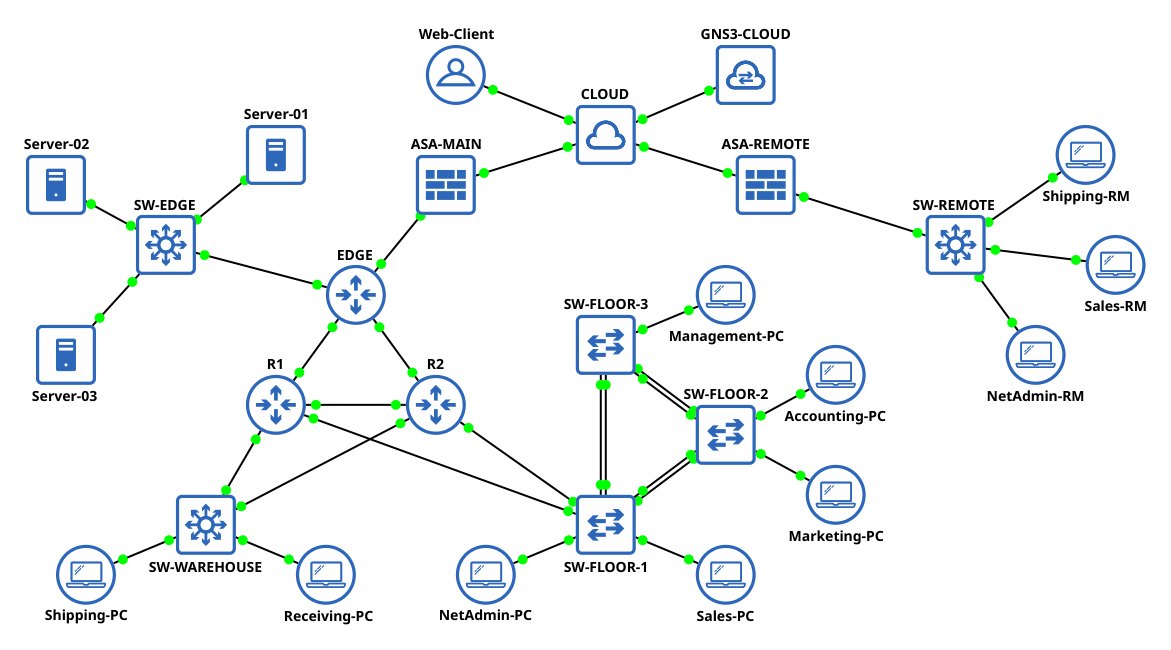 Web-Client
GNS3-CLOUD
CLOUD
Server-01
Server-02
ASA-MAIN
ASA-REMOTE
Shipping-RM
SW-EDGE
SW-REMOTE
EDGE
SW-FLOOR-3
Sales-RM
Management-PC
R1
R2
SW-FLOOR-2
Server-03
NetAdmin-RM
Accounting-PC
Marketing-PC
SW-WAREHOUSE
SW-FLOOR-1
Shipping-PC
Receiving-PC
NetAdmin-PC
Sales-PC